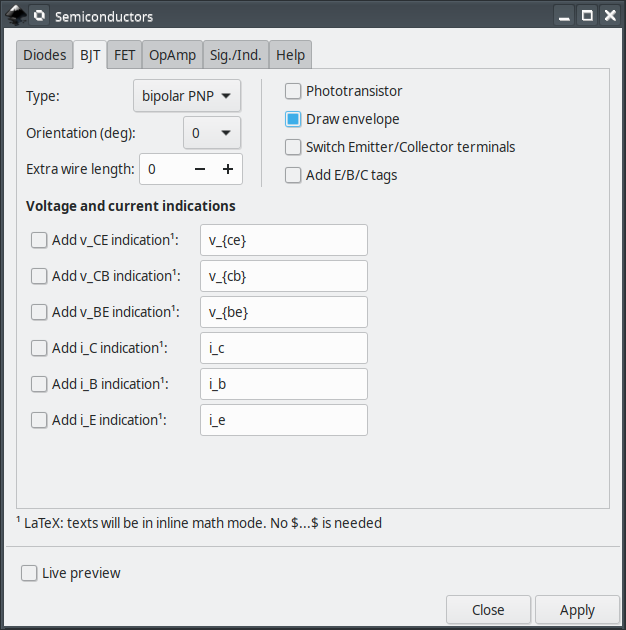 Semiconductors
Diodes BJT FET OpAmp Sig./Ind. Help
Type: bipolar PNP
Orientation (deg): 0
Extra wire length: 0 − +
Phototransistor
Draw envelope
Switch Emitter/Collector terminals
Add E/B/C tags
Voltage and current indications
Add v_CE indication¹: v_{ce}
Add v_CB indication¹: v_{cb}
Add v_BE indication¹: v_{be}
Add i_C indication¹: i_c
Add i_B indication¹: i_b
Add i_E indication¹: i_e
¹ LaTeX: texts will be in inline math mode. No $...$ is needed
Live preview
Close Apply